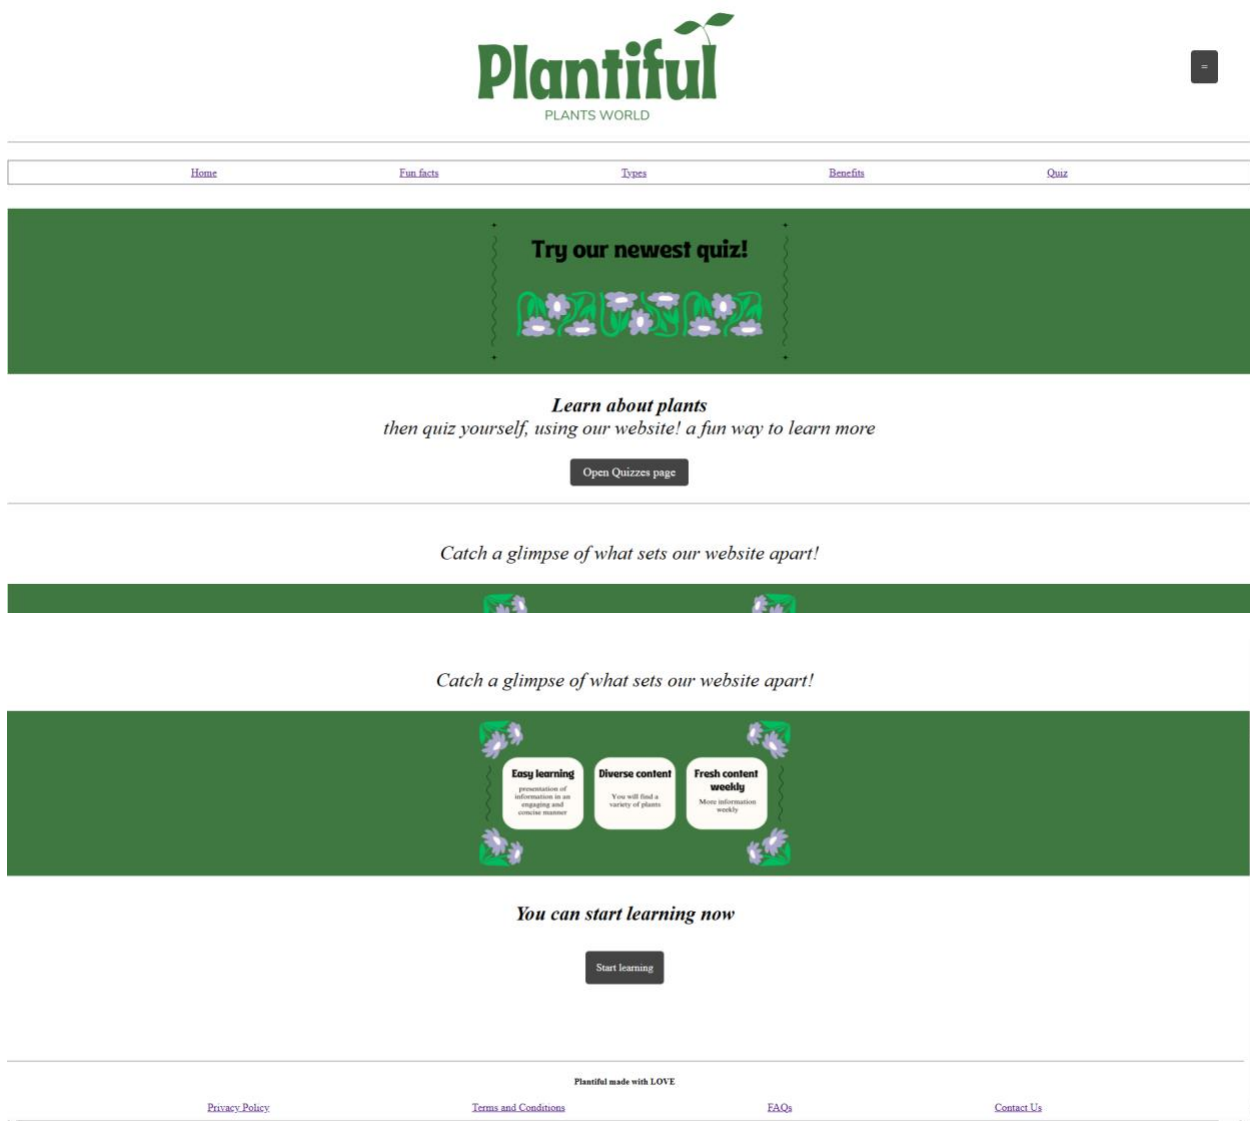 Plantiful
PLANTS WORLD
=
Home Fun facts Types Benefits Quiz
Try our newest quiz!
Learn about plants
then quiz yourself, using our website! a fun way to learn more
Open Quizzes page
Catch a glimpse of what sets our website apart!
Catch a glimpse of what sets our website apart!
Easy learning
presentation of
information in an
engaging and
concise manner
Diverse content
You will find a
variety of plants
Fresh content
weekly
More information
weekly
You can start learning now
Start learning
Plantiful made with LOVE
Privacy Policy Terms and Conditions FAQs Contact Us